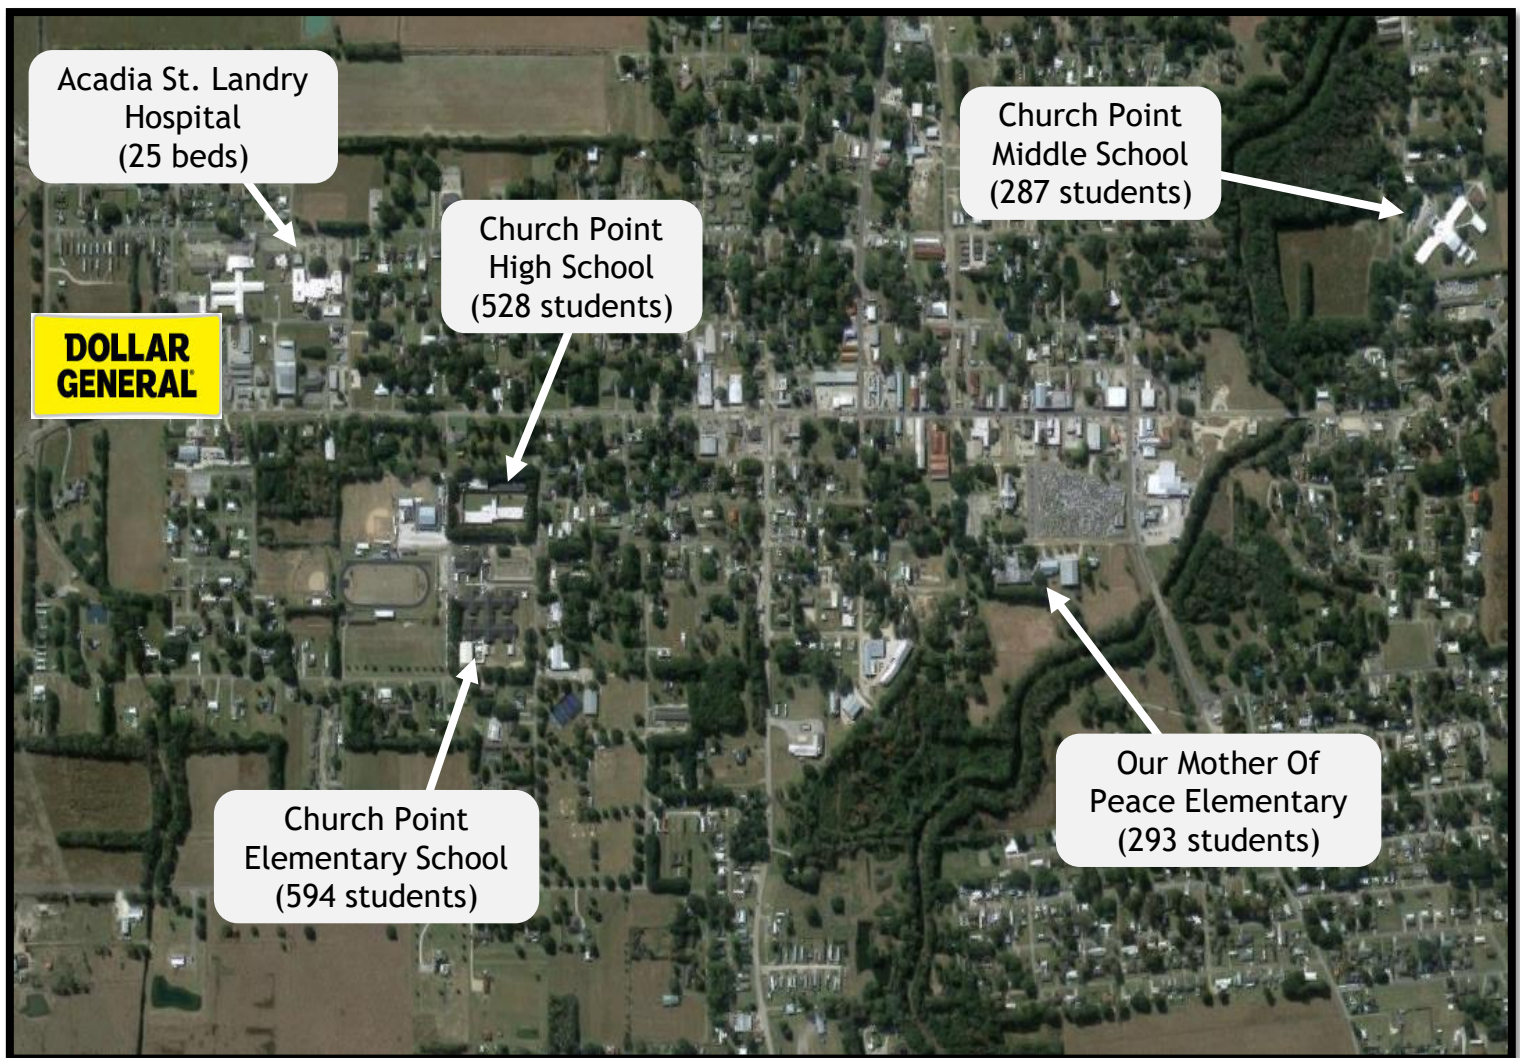 Acadia St. Landry
Hospital
(25 beds)
Church Point
Middle School
(287 students)
Church Point
High School
(528 students)
DOLLAR
GENERAL
Our Mother Of
Peace Elementary
(293 students)
Church Point
Elementary School
(594 students)